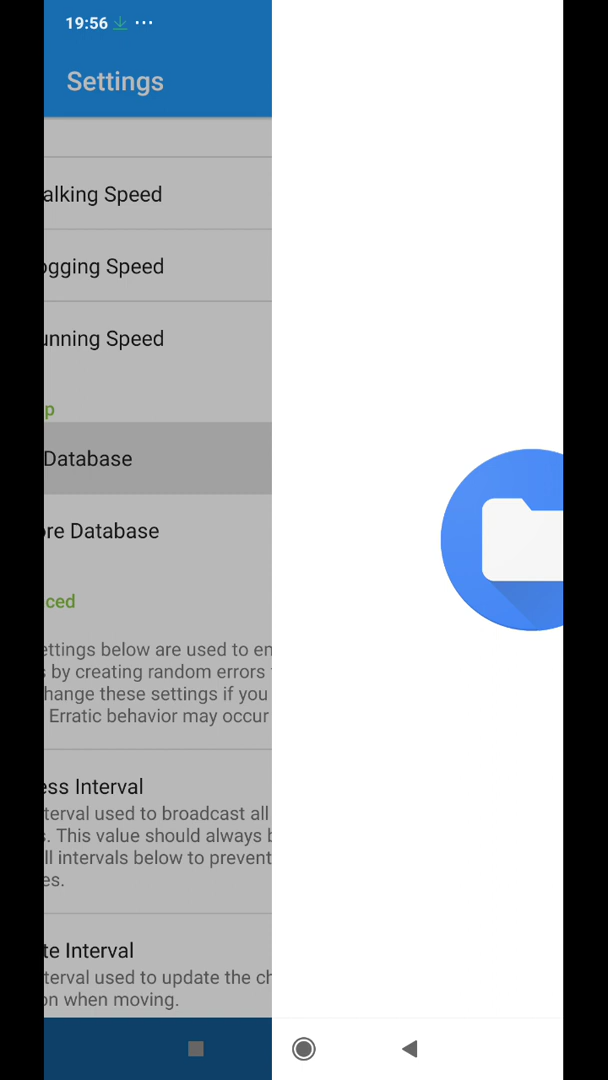 19:56
Settings
alking Speed
ogging Speed
unning Speed
p
Database
ore Database
ced
ettings below are used to en
by creating random errors
hange these settings if you
Erratic behavior may occur
ess Interval
terval used to broadcast all
. This value should always b
ll intervals below to prevent
es.
te Interval
terval used to update the ch
on when moving.